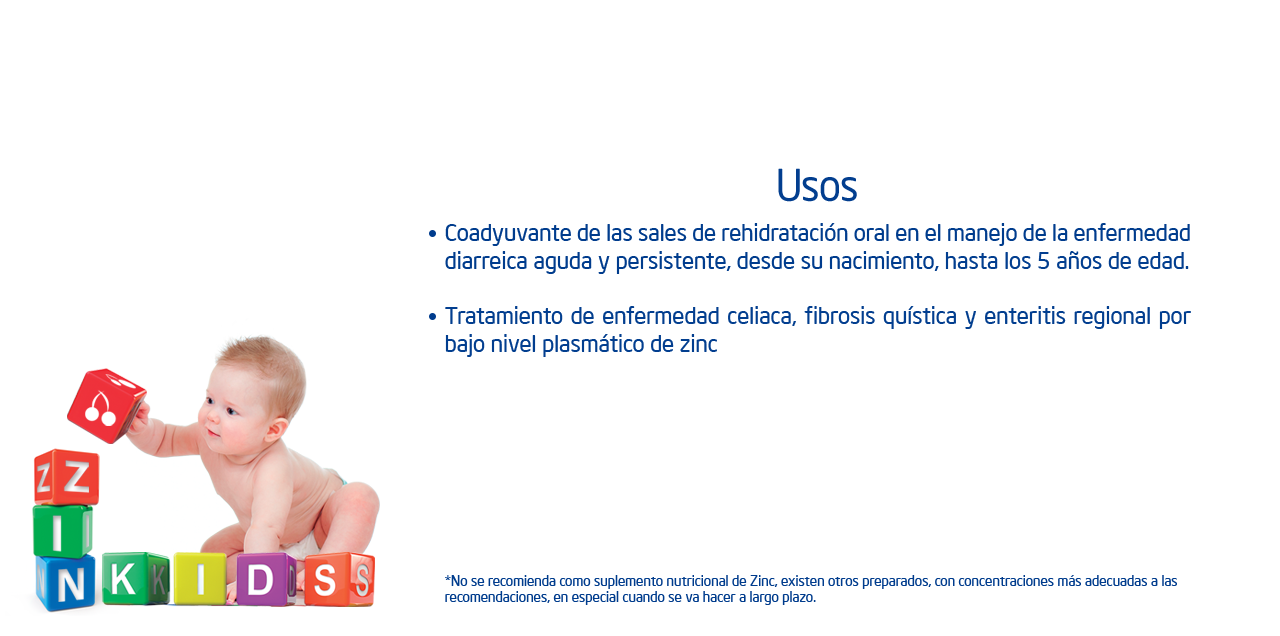 Usos
• Coadyuvante de las sales de rehidratación oral en el manejo de la enfermedad
diarreica aguda y persistente, desde su nacimiento, hasta los 5 años de edad.
• Tratamiento de enfermedad celiaca, fibrosis quística y enteritis regional por
bajo nivel plasmático de zinc
Z Z
I I
N N K K I D D S S
*No se recomienda como suplemento nutricional de Zinc, existen otros preparados, con concentraciones más adecuadas a las
recomendaciones, en especial cuando se va hacer a largo plazo.